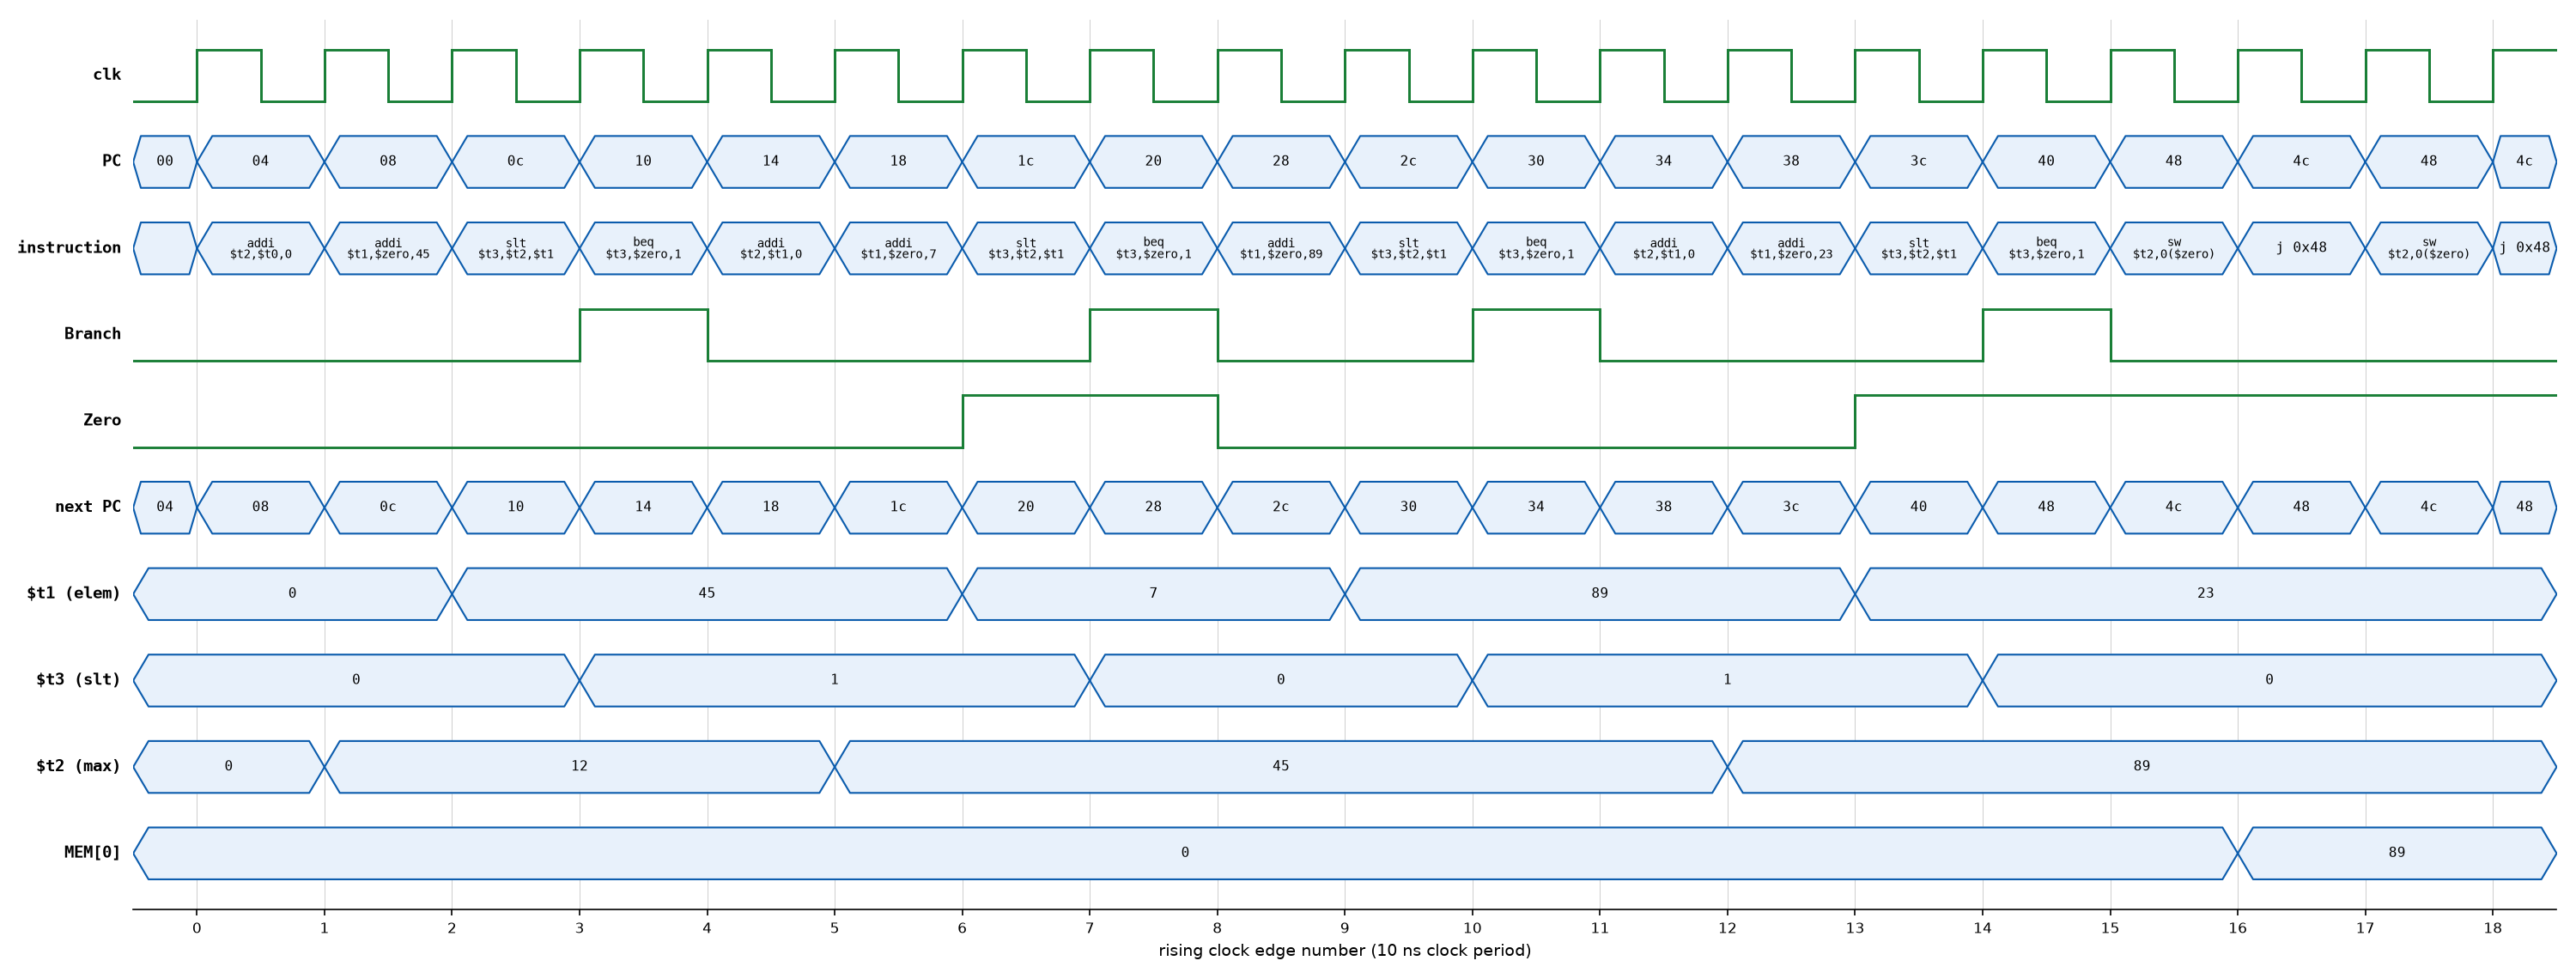 clk
PC 00 04 08 0c 10 14 18 1c 20 28 2c 30 34 38 3c 40 48 4c 48 4c
addi addi slt beq addi addi slt beq addi slt beq addi addi slt beq sw sw
instruction $t2,$t0,0 $t1,$zero,45 $t3,$t2,$t1 $t3,$zero,1 $t2,$t1,0 $t1,$zero,7 $t3,$t2,$t1 $t3,$zero,1 $t1,$zero,89 $t3,$t2,$t1 $t3,$zero,1 $t2,$t1,0 $t1,$zero,23 $t3,$t2,$t1 $t3,$zero,1 $t2,0($zero) j 0x48 $t2,0($zero) j 0x48
Branch
Zero
next PC 04 08 0c 10 14 18 1c 20 28 2c 30 34 38 3c 40 48 4c 48 4c 48
$t1 (elem) 0 45 7 89 23
$t3 (slt) 0 1 0 1 0
$t2 (max) 0 12 45 89
MEM[0] 0 89
0 1 2 3 4 5 6 7 8 9 10 11 12 13 14 15 16 17 18
rising clock edge number (10 ns clock period)